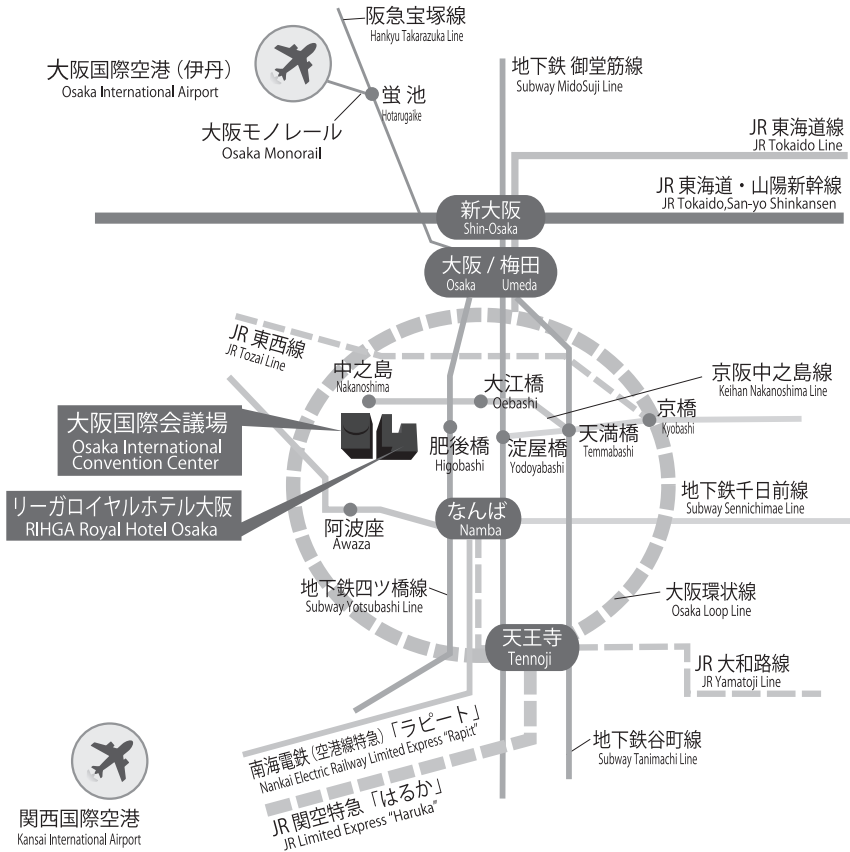 阪急宝塚線
Hankyu Takarazuka Line
大阪国際空港（伊丹）
Osaka International Airport
地下鉄 御堂筋線
Subway MidoSuji Line
蛍 池
Hotarugaike
大阪モノレール
Osaka Monorail
JR 東海道線
JR Tokaido Line
JR 東海道・山陽新幹線
JR Tokaido,San-yo Shinkansen
新大阪
Shin-Osaka
大阪 / 梅田
Osaka Umeda
JR 東西線
JR Tozai Line
中之島
Nakanoshima
大江橋
Oebashi
京阪中之島線
Keihan Nakanoshima Line
京橋
Kyobashi
大阪国際会議場
Osaka International
Convention Center
肥後橋
Higobashi
淀屋橋
Yodoyabashi
天満橋
Temmabashi
リーガロイヤルホテル大阪
RIHGA Royal Hotel Osaka
地下鉄千日前線
Subway Sennichimae Line
なんば
Namba
阿波座
Awaza
地下鉄四ツ橋線
Subway Yotsubashi Line
大阪環状線
Osaka Loop Line
天王寺
Tennoji
JR 大和路線
JR Yamatoji Line
南海電鉄（空港線特急）「ラピート」
Nankai Electric Railway Limited Express "Rapi:t"
地下鉄谷町線
Subway Tanimachi Line
JR 関空特急「はるか」
JR Limited Express "Haruka"
関西国際空港
Kansai International Airport